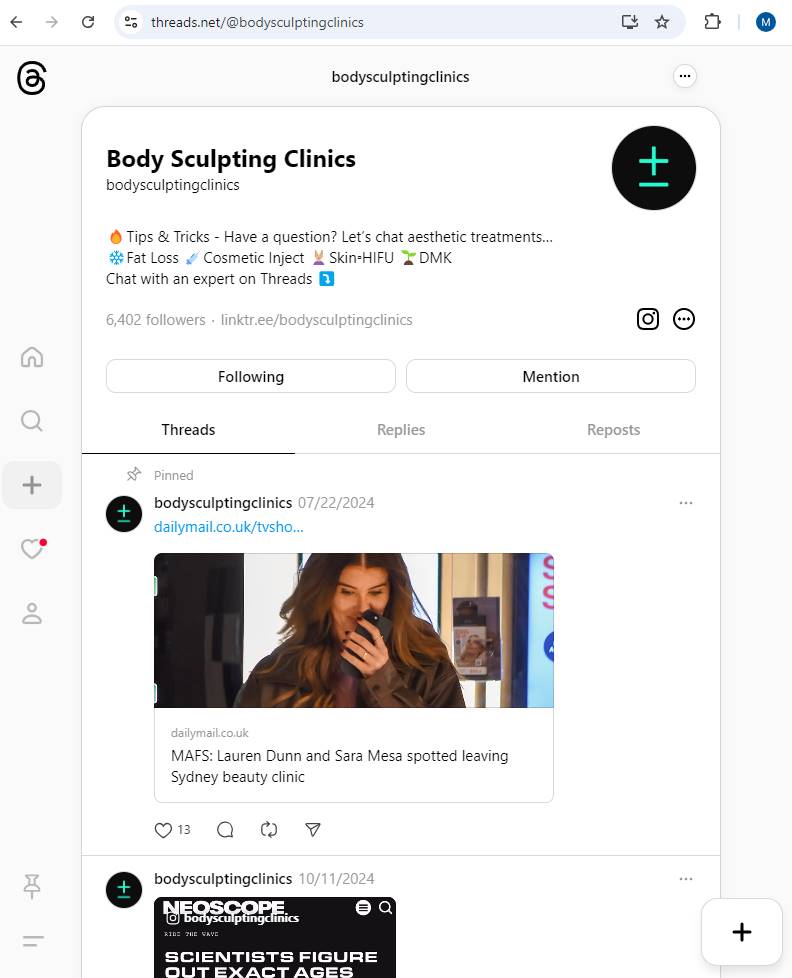 threads.net/@bodysculptingclinics
M
bodysculptingclinics
Body Sculpting Clinics
bodysculptingclinics
🔥Tips & Tricks - Have a question? Let's chat aesthetic treatments...
❄️Fat Loss 💉Cosmetic Inject 💆🏼‍♀️Skin▫️HIFU 🌱DMK
Chat with an expert on Threads ⤵️
6,402 followers · linktr.ee/bodysculptingclinics
Following
Mention
Threads
Replies
Reposts
Pinned
bodysculptingclinics 07/22/2024
dailymail.co.uk/tvsho...
dailymail.co.uk
MAFS: Lauren Dunn and Sara Mesa spotted leaving
Sydney beauty clinic
13
bodysculptingclinics 10/11/2024
NEOSCOPE
bodysculptingclinics
RIDE THE WAVE
SCIENTISTS FIGURE
OUT EXACT AGES